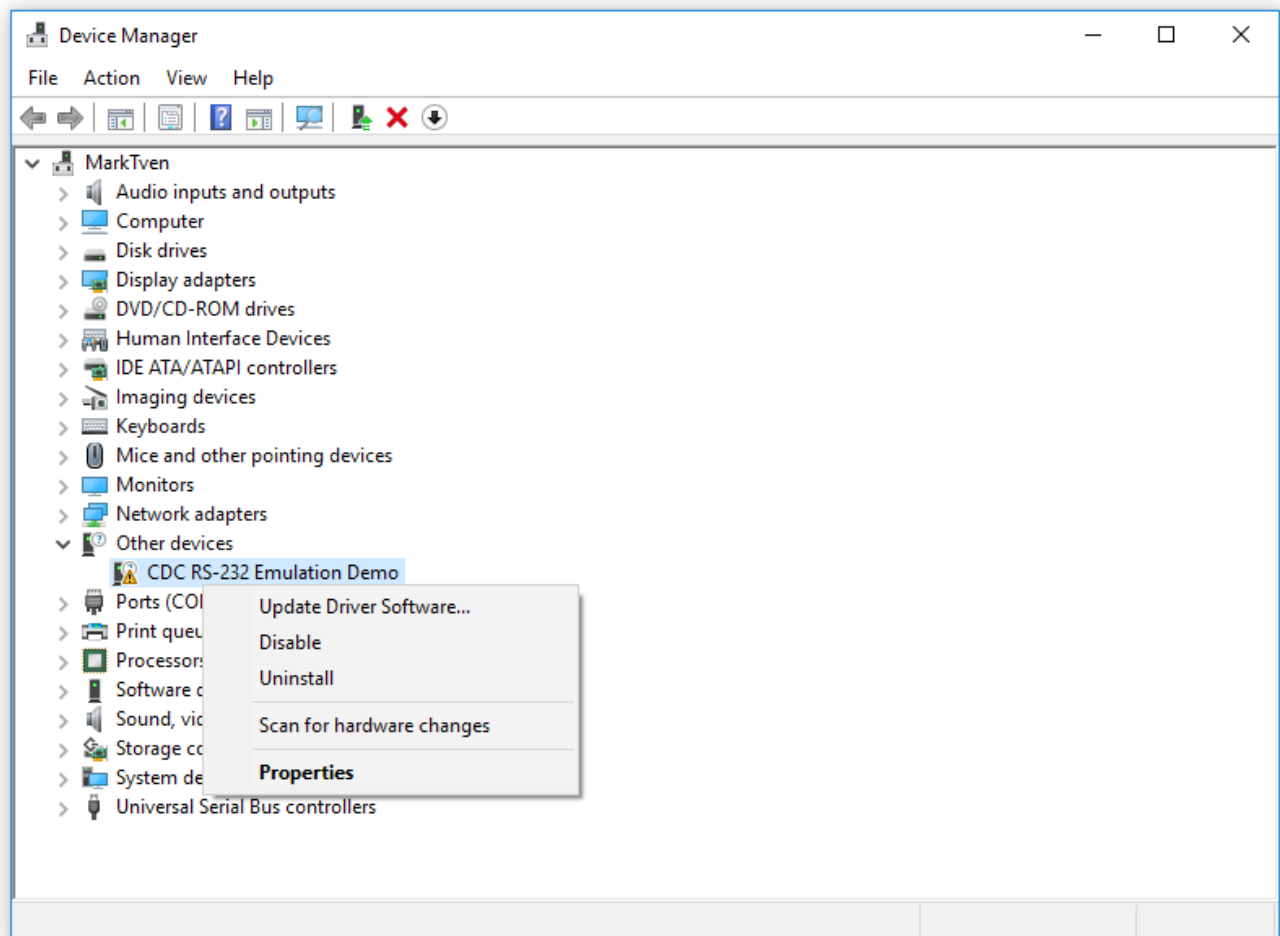 Device Manager
File Action View Help
MarkTven
Audio inputs and outputs
Computer
Disk drives
Display adapters
DVD/CD-ROM drives
Human Interface Devices
IDE ATA/ATAPI controllers
Imaging devices
Keyboards
Mice and other pointing devices
Monitors
Network adapters
Other devices
CDC RS-232 Emulation Demo
Ports (CO
Update Driver Software...
Print queu
Disable
Processors
Uninstall
Software d
Sound, vid
Scan for hardware changes
Storage co
Properties
System de
Universal Serial Bus controllers